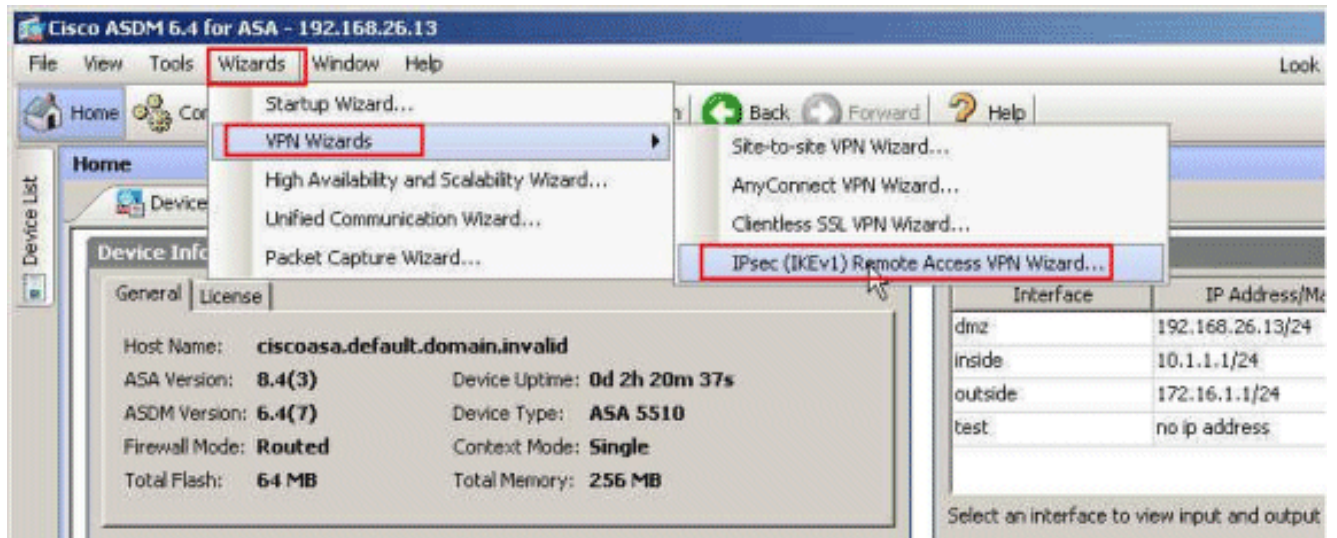 Cisco ASDM 6.4 for ASA - 192.168.26.13
File View Tools Wizards Window Help Look
Home Back Forward Help
Startup Wizard...
VPN Wizards
High Availability and Scalability Wizard...
Unified Communication Wizard...
Packet Capture Wizard...
Site-to-site VPN Wizard...
AnyConnect VPN Wizard...
Clientless SSL VPN Wizard...
IPsec (IKEv1) Remote Access VPN Wizard...
Device List
Home
Device
Device Info
General License
Host Name: ciscoasa.default.domain.invalid
ASA Version: 8.4(3) Device Uptime: 0d 2h 20m 37s
ASDM Version: 6.4(7) Device Type: ASA 5510
Firewall Mode: Routed Context Mode: Single
Total Flash: 64 MB Total Memory: 256 MB
Interface IP Address/Ma
dmz 192.168.26.13/24
inside 10.1.1.1/24
outside 172.16.1.1/24
test no ip address
Select an interface to view input and output